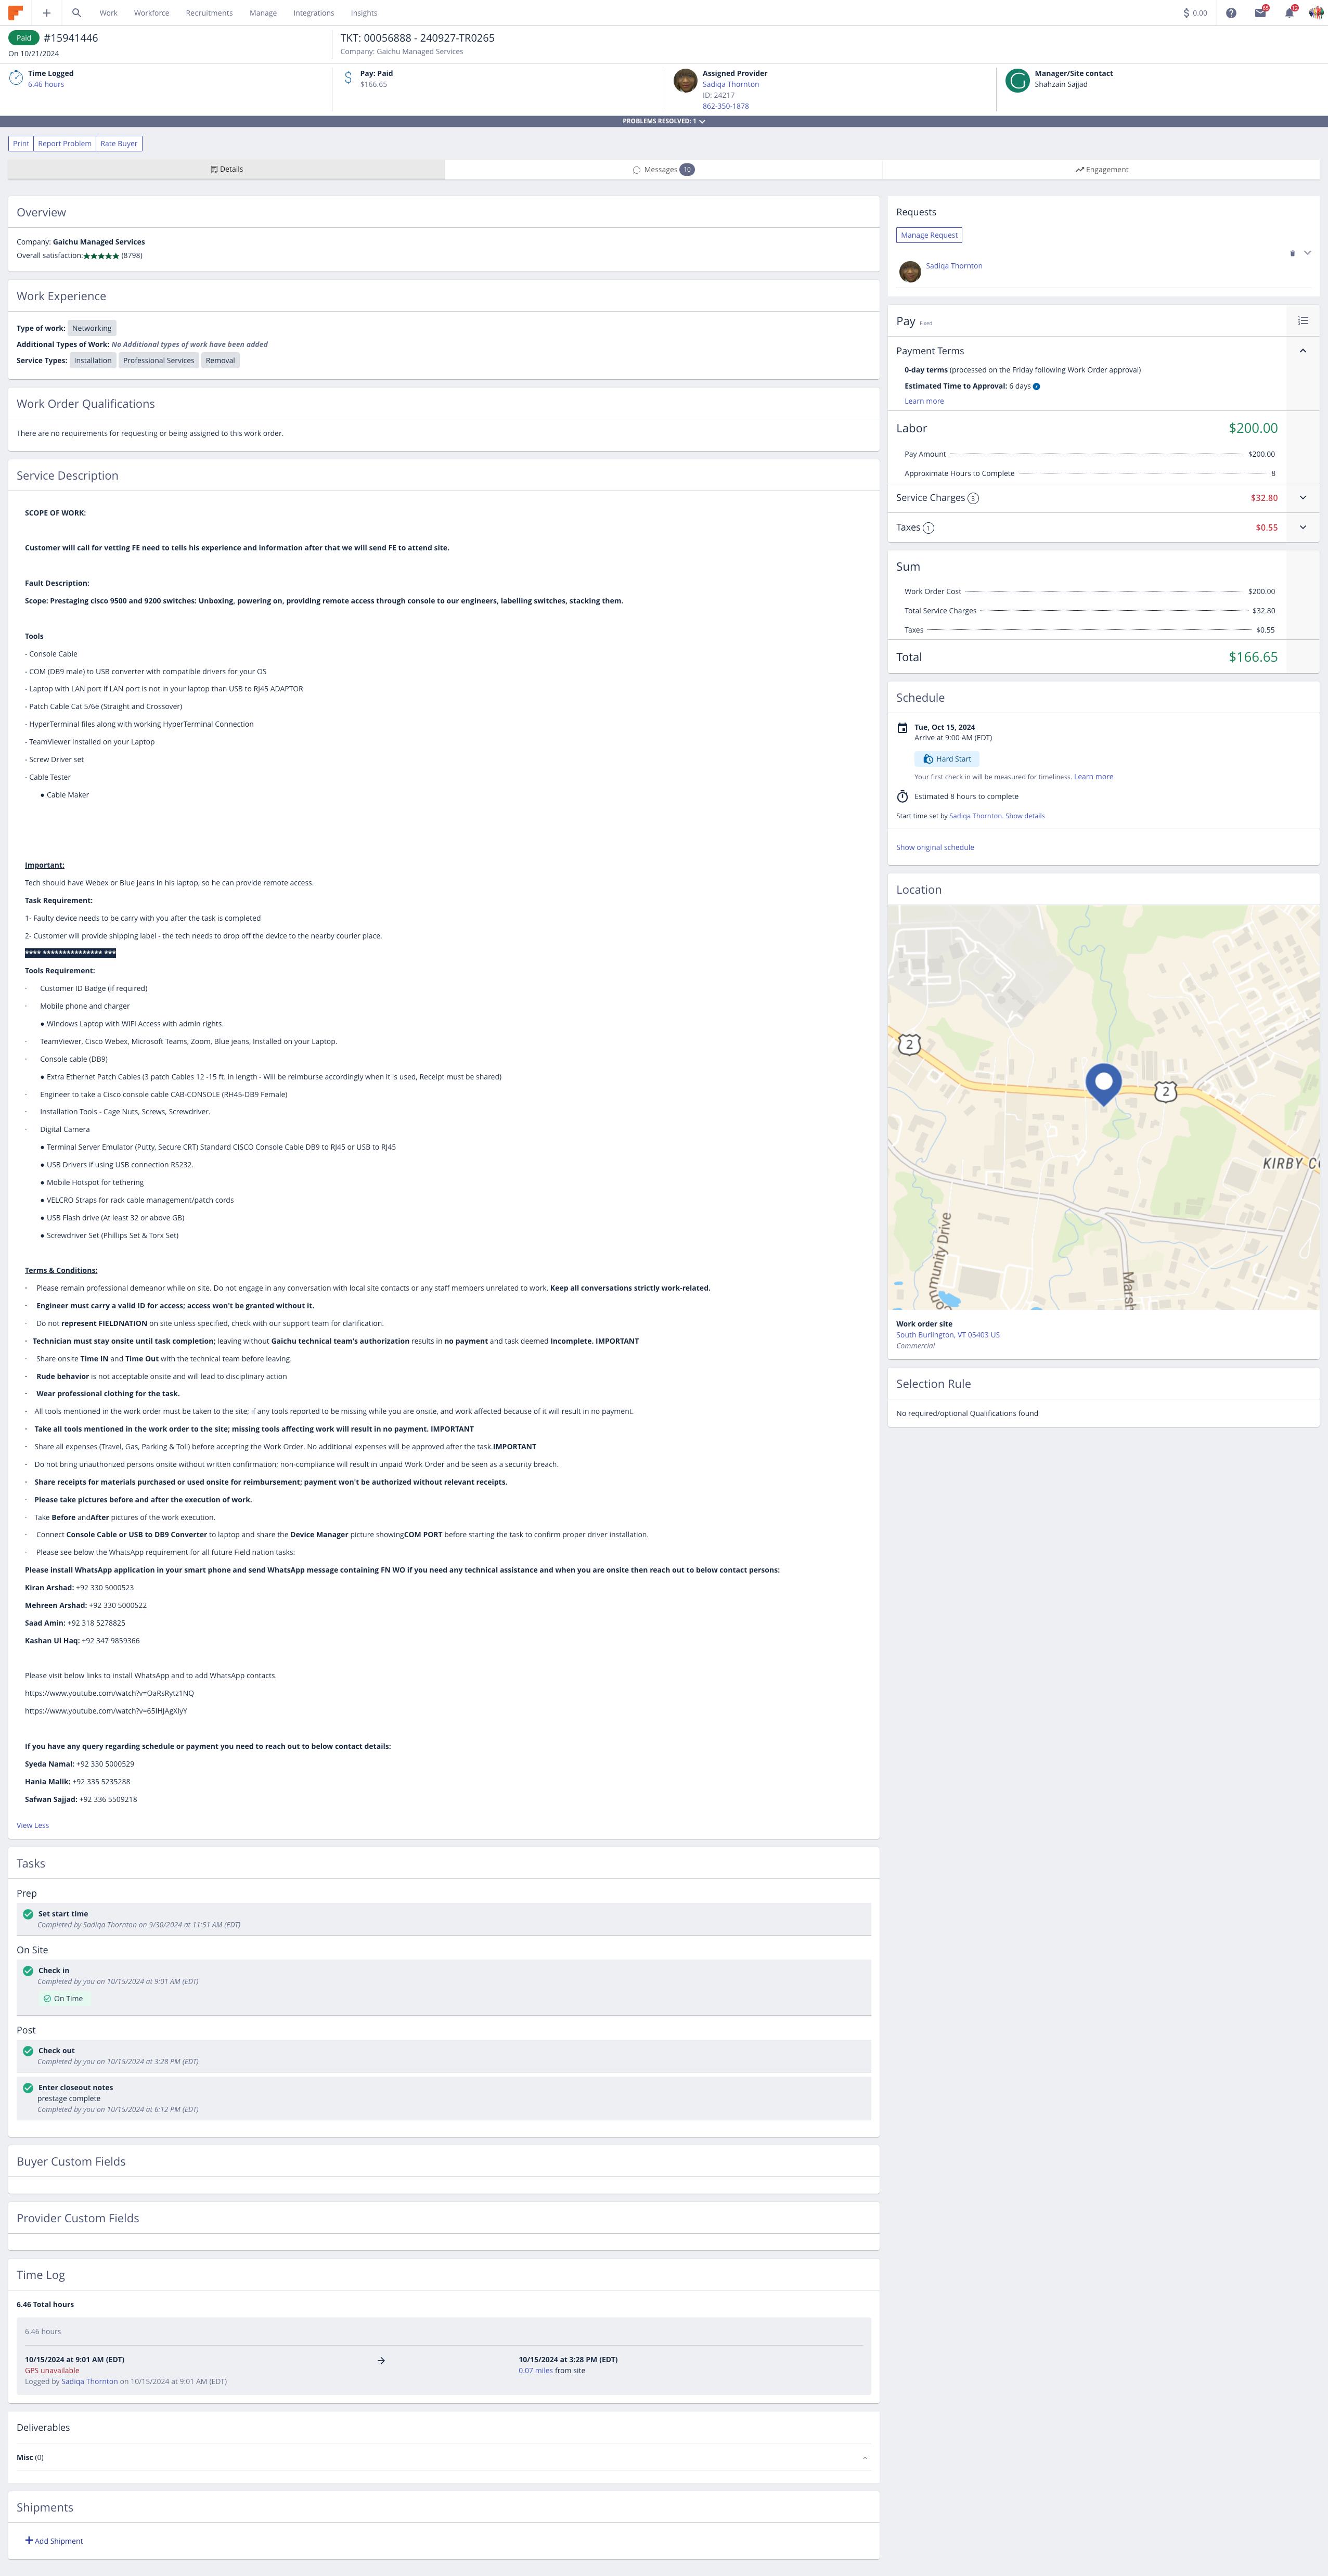 Work Workforce Recruitments Manage Integrations Insights $ 0.00
Paid #15941446
On 10/21/2024
TKT: 00056888 - 240927-TR0265
Company: Gaichu Managed Services
Time Logged
6.46 hours
Pay: Paid
$166.65
Assigned Provider
Sadiqa Thornton
ID: 24217
862-350-1878
Manager/Site contact
Shahzain Sajjad
PROBLEMS RESOLVED: 1
Print Report Problem Rate Buyer
Details Messages 10 Engagement
Overview
Company: Gaichu Managed Services
Overall satisfaction:★★★★★ (8798)
Work Experience
Type of work: Networking
Additional Types of Work: No Additional types of work have been added
Service Types: Installation Professional Services Removal
Work Order Qualifications
There are no requirements for requesting or being assigned to this work order.
Service Description
SCOPE OF WORK:
Customer will call for vetting FE need to tells his experience and information after that we will send FE to attend site.
Fault Description:
Scope: Prestaging cisco 9500 and 9200 switches: Unboxing, powering on, providing remote access through console to our engineers, labelling switches, stacking them.
Tools
- Console Cable
- COM (DB9 male) to USB converter with compatible drivers for your OS
- Laptop with LAN port if LAN port is not in your laptop than USB to RJ45 ADAPTOR
- Patch Cable Cat 5/6e (Straight and Crossover)
- HyperTerminal files along with working HyperTerminal Connection
- TeamViewer installed on your Laptop
- Screw Driver set
- Cable Tester
● Cable Maker
Important:
Tech should have Webex or Blue jeans in his laptop, so he can provide remote access.
Task Requirement:
1- Faulty device needs to be carry with you after the task is completed
2- Customer will provide shipping label - the tech needs to drop off the device to the nearby courier place.
**** *************** ***
Tools Requirement:
· Customer ID Badge (if required)
· Mobile phone and charger
● Windows Laptop with WIFI Access with admin rights.
· TeamViewer, Cisco Webex, Microsoft Teams, Zoom, Blue jeans, Installed on your Laptop.
· Console cable (DB9)
● Extra Ethernet Patch Cables (3 patch Cables 12 -15 ft. in length - Will be reimburse accordingly when it is used, Receipt must be shared)
· Engineer to take a Cisco console cable CAB-CONSOLE (RH45-DB9 Female)
· Installation Tools - Cage Nuts, Screws, Screwdriver.
· Digital Camera
● Terminal Server Emulator (Putty, Secure CRT) Standard CISCO Console Cable DB9 to RJ45 or USB to RJ45
● USB Drivers if using USB connection RS232.
● Mobile Hotspot for tethering
● VELCRO Straps for rack cable management/patch cords
● USB Flash drive (At least 32 or above GB)
● Screwdriver Set (Phillips Set & Torx Set)
Terms & Conditions:
· Please remain professional demeanor while on site. Do not engage in any conversation with local site contacts or any staff members unrelated to work. Keep all conversations strictly work-related.
· Engineer must carry a valid ID for access; access won't be granted without it.
· Do not represent FIELDNATION on site unless specified, check with our support team for clarification.
· Technician must stay onsite until task completion; leaving without Gaichu technical team's authorization results in no payment and task deemed Incomplete. IMPORTANT
· Share onsite Time IN and Time Out with the technical team before leaving.
· Rude behavior is not acceptable onsite and will lead to disciplinary action
· Wear professional clothing for the task.
· All tools mentioned in the work order must be taken to the site; if any tools reported to be missing while you are onsite, and work affected because of it will result in no payment.
· Take all tools mentioned in the work order to the site; missing tools affecting work will result in no payment. IMPORTANT
· Share all expenses (Travel, Gas, Parking & Toll) before accepting the Work Order. No additional expenses will be approved after the task.IMPORTANT
· Do not bring unauthorized persons onsite without written confirmation; non-compliance will result in unpaid Work Order and be seen as a security breach.
· Share receipts for materials purchased or used onsite for reimbursement; payment won't be authorized without relevant receipts.
· Please take pictures before and after the execution of work.
· Take Before andAfter pictures of the work execution.
· Connect Console Cable or USB to DB9 Converter to laptop and share the Device Manager picture showingCOM PORT before starting the task to confirm proper driver installation.
· Please see below the WhatsApp requirement for all future Field nation tasks:
Please install WhatsApp application in your smart phone and send WhatsApp message containing FN WO if you need any technical assistance and when you are onsite then reach out to below contact persons:
Kiran Arshad: +92 330 5000523
Mehreen Arshad: +92 330 5000522
Saad Amin: +92 318 5278825
Kashan Ul Haq: +92 347 9859366
Please visit below links to install WhatsApp and to add WhatsApp contacts.
https://www.youtube.com/watch?v=OaRsRytz1NQ
https://www.youtube.com/watch?v=65IHJAgXIyY
If you have any query regarding schedule or payment you need to reach out to below contact details:
Syeda Namal: +92 330 5000529
Hania Malik: +92 335 5235288
Safwan Sajjad: +92 336 5509218
View Less
Tasks
Prep
Set start time
Completed by Sadiqa Thornton on 9/30/2024 at 11:51 AM (EDT)
On Site
Check in
Completed by you on 10/15/2024 at 9:01 AM (EDT)
On Time
Post
Check out
Completed by you on 10/15/2024 at 3:28 PM (EDT)
Enter closeout notes
prestage complete
Completed by you on 10/15/2024 at 6:12 PM (EDT)
Buyer Custom Fields
Provider Custom Fields
Time Log
6.46 Total hours
6.46 hours
10/15/2024 at 9:01 AM (EDT)
GPS unavailable
Logged by Sadiqa Thornton on 10/15/2024 at 9:01 AM (EDT)
10/15/2024 at 3:28 PM (EDT)
0.07 miles from site
Deliverables
Misc (0)
Shipments
Add Shipment
Requests
Manage Request
Sadiqa Thornton
Pay Fixed
Payment Terms
0-day terms (processed on the Friday following Work Order approval)
Estimated Time to Approval: 6 days
Learn more
Labor $200.00
Pay Amount $200.00
Approximate Hours to Complete 8
Service Charges 3 $32.80
Taxes 1 $0.55
Sum
Work Order Cost $200.00
Total Service Charges $32.80
Taxes $0.55
Total $166.65
Schedule
Tue, Oct 15, 2024
Arrive at 9:00 AM (EDT)
Hard Start
Your first check in will be measured for timeliness. Learn more
Estimated 8 hours to complete
Start time set by Sadiqa Thornton. Show details
Show original schedule
Location
2
2
KIRBY C
munity Drive
Marsh
Work order site
South Burlington, VT 05403 US
Commercial
Selection Rule
No required/optional Qualifications found